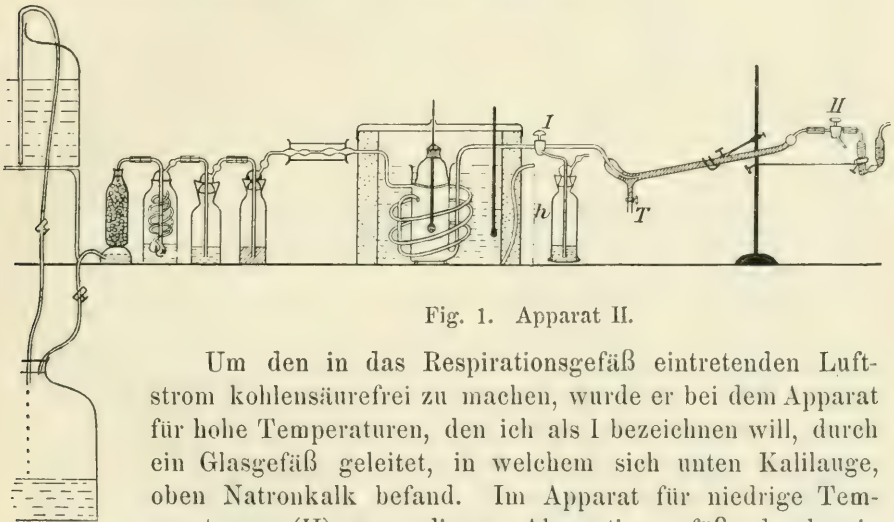 I
II
h
T
Fig. 1. Apparat II.
Um den in das Respirationsgefäß eintretenden Luft-
strom kohlensäurefrei zu machen, wurde er bei dem Apparat
für hohe Temperaturen, den ich als I bezeichnen will, durch
ein Glasgefäß geleitet, in welchem sich unten Kalilauge,
oben Natronkalk befand. Im Apparat für niedrige Tem-